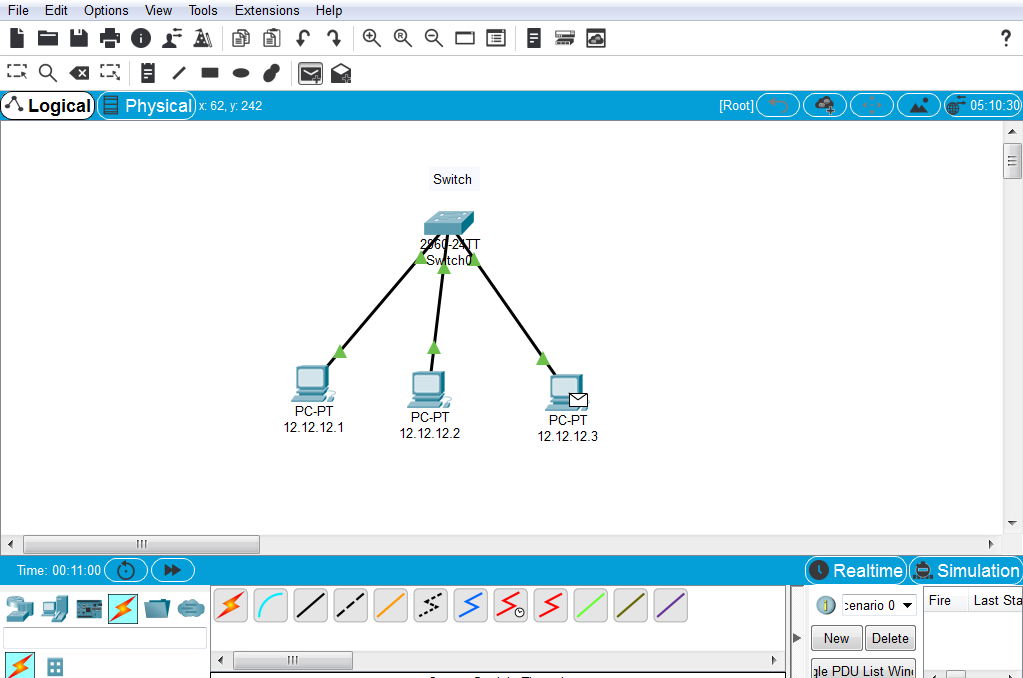 File Edit Options View Tools Extensions Help
?
Logical Physical x: 62, y: 242 [Root] 05:10:30
Switch
2960-24TT
Switch0
PC-PT
12.12.12.1
PC-PT
12.12.12.2
PC-PT
12.12.12.3
Time: 00:11:00 Realtime Simulation
cenario 0 Fire Last Sta
New Delete
gle PDU List Win